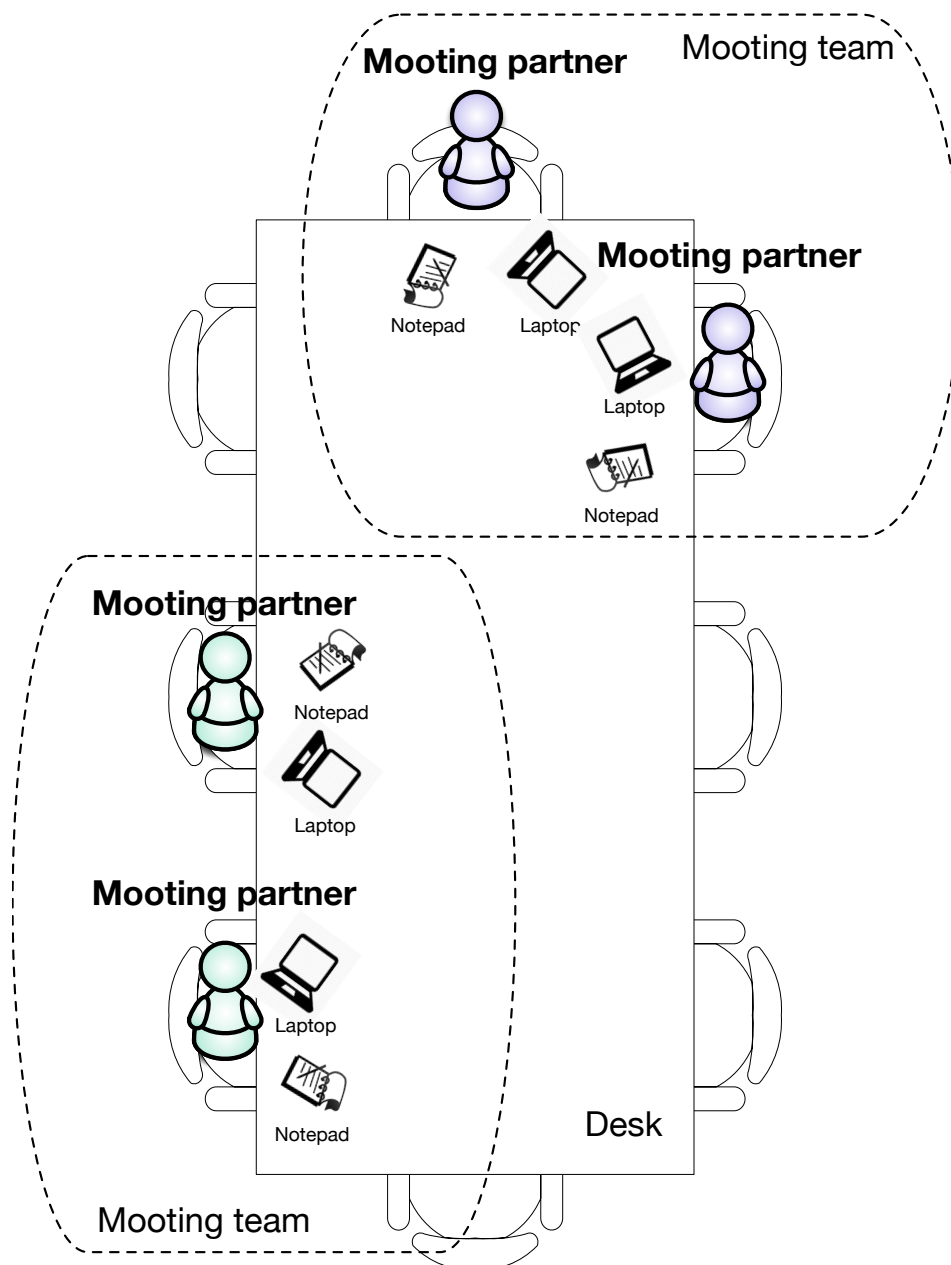 Mooting team
Mooting partner
Mooting partner
Notepad
Laptop
Laptop
Notepad
Mooting partner
Notepad
Laptop
Mooting partner
Laptop
Notepad
Desk
Mooting team